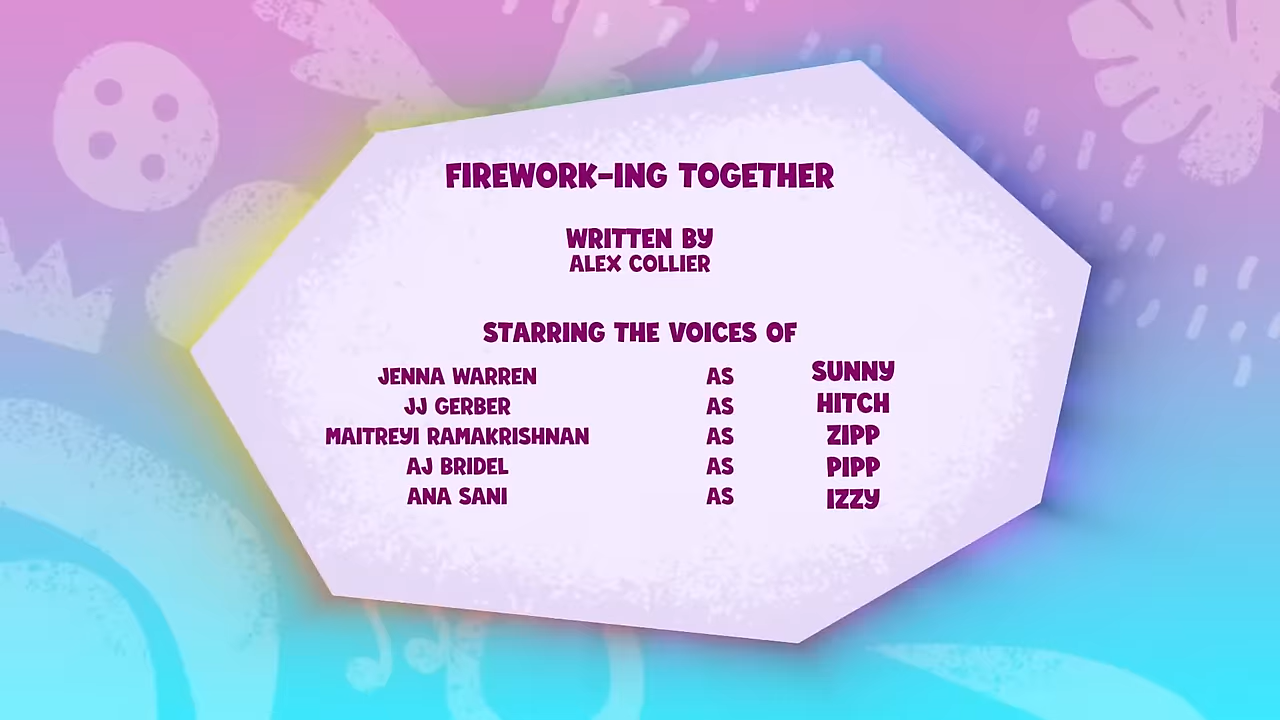 FIREWORK-ING TOGETHER
WRITTEN BY
ALEX COLLIER
STARRING THE VOICES OF
JENNA WARREN AS SUNNY
JJ GERBER AS HITCH
MAITREYI RAMAKRISHNAN AS ZIPP
AJ BRIDEL AS PIPP
ANA SANI AS IZZY